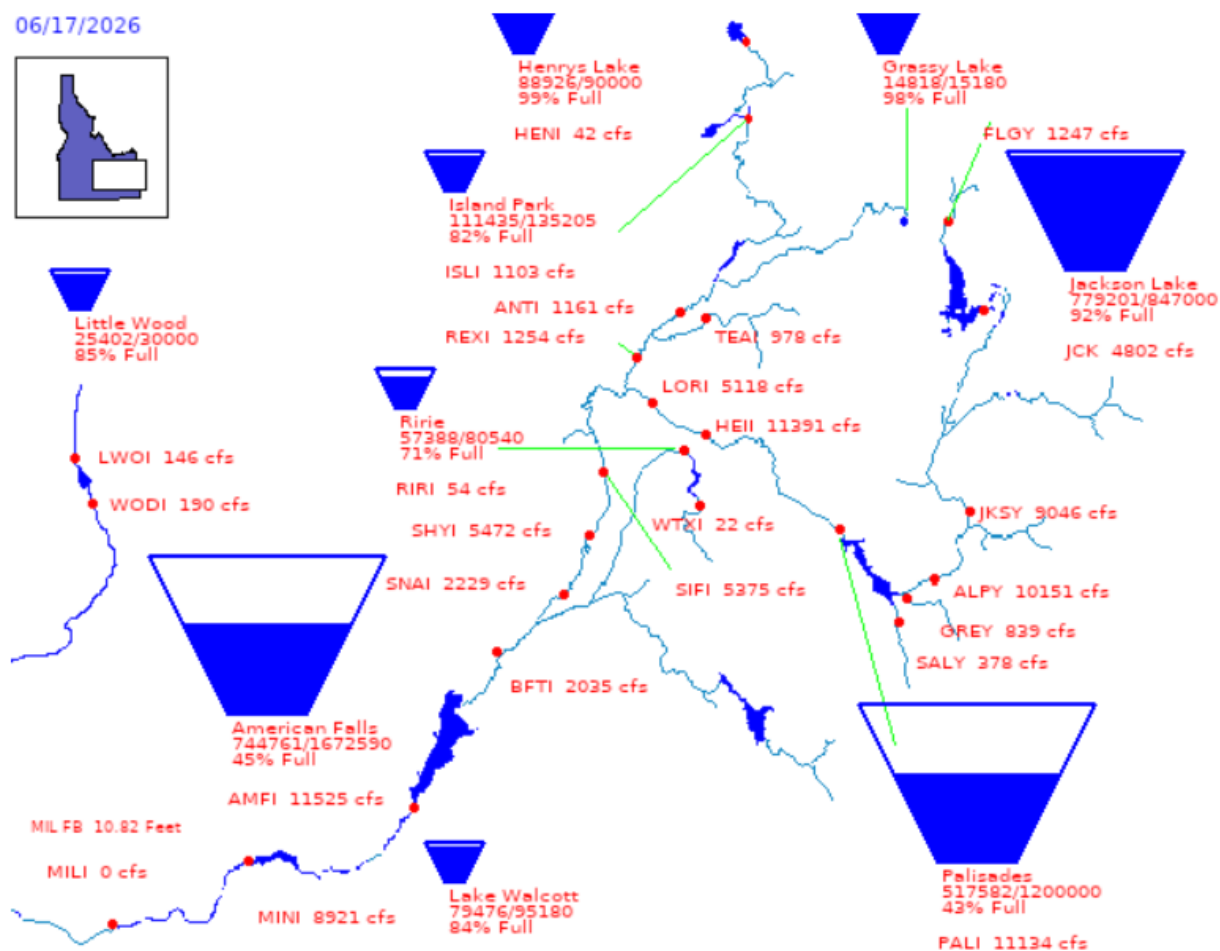 06/17/2026
Henrys Lake
88926/90000
99% Full
HENI 42 cfs
Grassy Lake
14818/15180
98% Full
FLGY 1247 cfs
Island Park
111435/135205
82% Full
ISLI 1103 cfs
Jackson Lake
779201/847000
92% Full
JCK 4802 cfs
Little Wood
25402/30000
85% Full
ANTI 1161 cfs
REXI 1254 cfs
TEAI 978 cfs
LORI 5118 cfs
Ririe
57388/80540
71% Full
HEII 11391 cfs
LWOI 146 cfs
RIRI 54 cfs
WODI 190 cfs
SHYI 5472 cfs
WTXI 22 cfs
JKSY 9046 cfs
SNAI 2229 cfs
SIFI 5375 cfs
ALPY 10151 cfs
GREY 839 cfs
SALY 378 cfs
BFTI 2035 cfs
American Falls
744761/1672590
45% Full
AMFI 11525 cfs
MIL FB 10.82 Feet
MILI 0 cfs
MINI 8921 cfs
Lake Walcott
79476/95180
84% Full
Palisades
517582/1200000
43% Full
PALI 11134 cfs